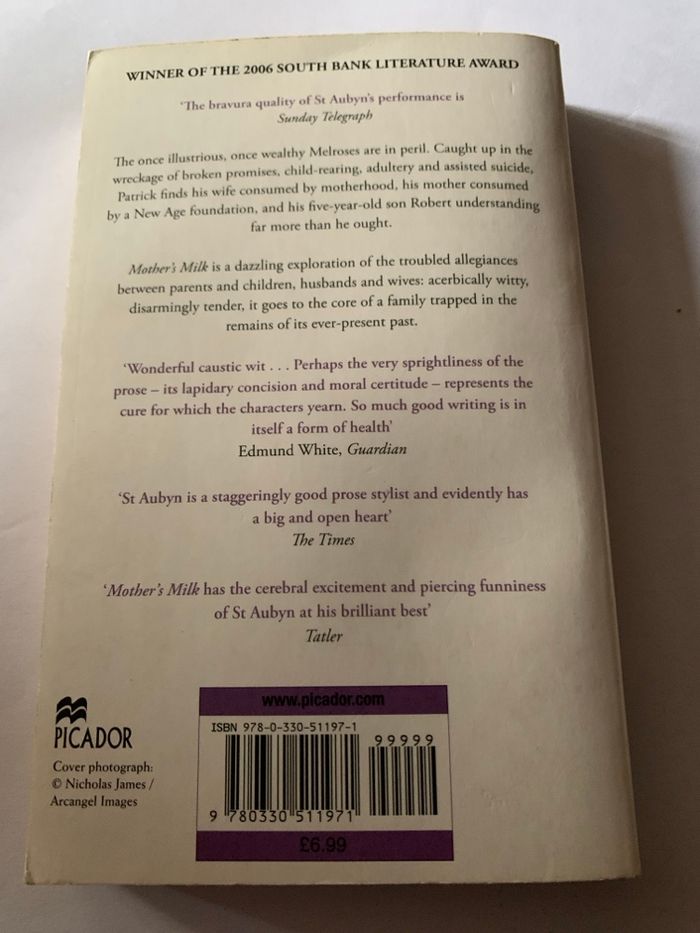 WINNER OF THE 2006 SOUTH BANK LITERATURE AWARD
‘The bravura quality of St Aubyn’s performance is
Sunday Telegraph
The once illustrious, once wealthy Melroses are in peril. Caught up in the
wreckage of broken promises, child-rearing, adultery and assisted suicide,
Patrick finds his wife consumed by motherhood, his mother consumed
by a New Age foundation, and his five-year-old son Robert understanding
far more than he ought.
Mother’s Milk is a dazzling exploration of the troubled allegiances
between parents and children, husbands and wives: acerbically witty,
disarmingly tender, it goes to the core of a family trapped in the
remains of its ever-present past.
‘Wonderful caustic wit . . . Perhaps the very sprightliness of the
prose – its lapidary concision and moral certitude – represents the
cure for which the characters yearn. So much good writing is in
itself a form of health’
Edmund White, Guardian
‘St Aubyn is a staggeringly good prose stylist and evidently has
a big and open heart’
The Times
‘Mother’s Milk has the cerebral excitement and piercing funniness
of St Aubyn at his brilliant best’
Tatler
PICADOR
Cover photograph:
© Nicholas James /
Arcangel Images
www.picador.com
ISBN 978-0-330-51197-1
99999
9 780330 511971
£6.99